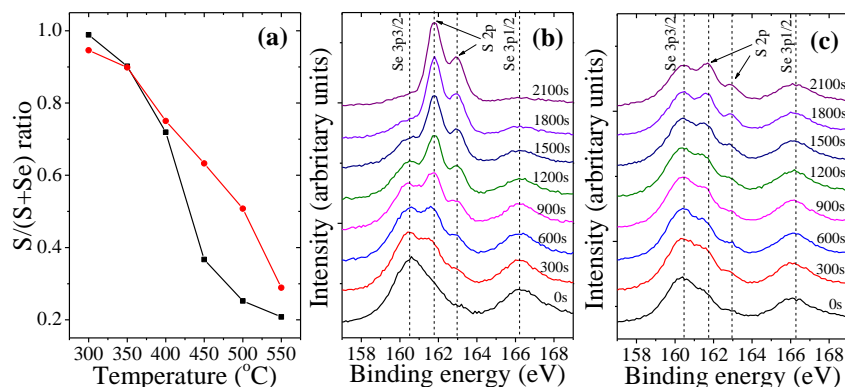 (a)
S/(S+Se) ratio
1.0
0.8
0.6
0.4
0.2
300 350 400 450 500 550
Temperature (°C)
(b)
Se 3p3/2
S 2p
Se 3p1/2
2100s
1800s
1500s
1200s
900s
600s
300s
0s
Intensity (arbritary units)
158 160 162 164 166 168
Binding energy (eV)
(c)
Se 3p3/2
S 2p
Se 3p1/2
2100s
1800s
1500s
1200s
900s
600s
300s
0s
Intensity (arbritary units)
158 160 162 164 166 168
Binding energy (eV)